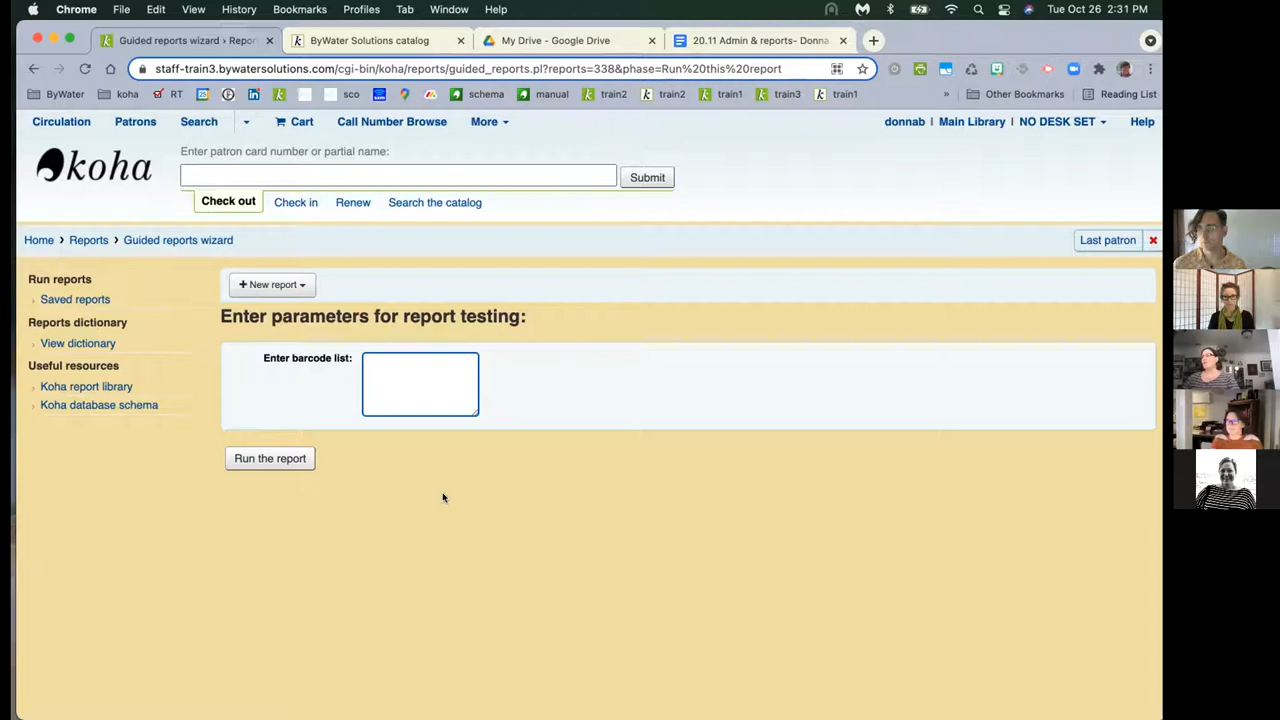 Chrome File Edit View History Bookmarks Profiles Tab Window Help Tue Oct 26 2:31 PM
Guided reports wizard › Repor
ByWater Solutions catalog
My Drive - Google Drive
20.11 Admin & reports- Donna
staff-train3.bywatersolutions.com/cgi-bin/koha/reports/guided_reports.pl?reports=338&phase=Run%20this%20report
ByWater koha RT sco schema manual train2 train2 train1 train3 train1 » Other Bookmarks Reading List
Circulation Patrons Search Cart Call Number Browse More donnab | Main Library | NO DESK SET Help
koha
Enter patron card number or partial name:
Submit
Check out Check in Renew Search the catalog
Home › Reports › Guided reports wizard
Last patron
Run reports
Saved reports
Reports dictionary
View dictionary
Useful resources
Koha report library
Koha database schema
+ New report
Enter parameters for report testing:
Enter barcode list:
Run the report